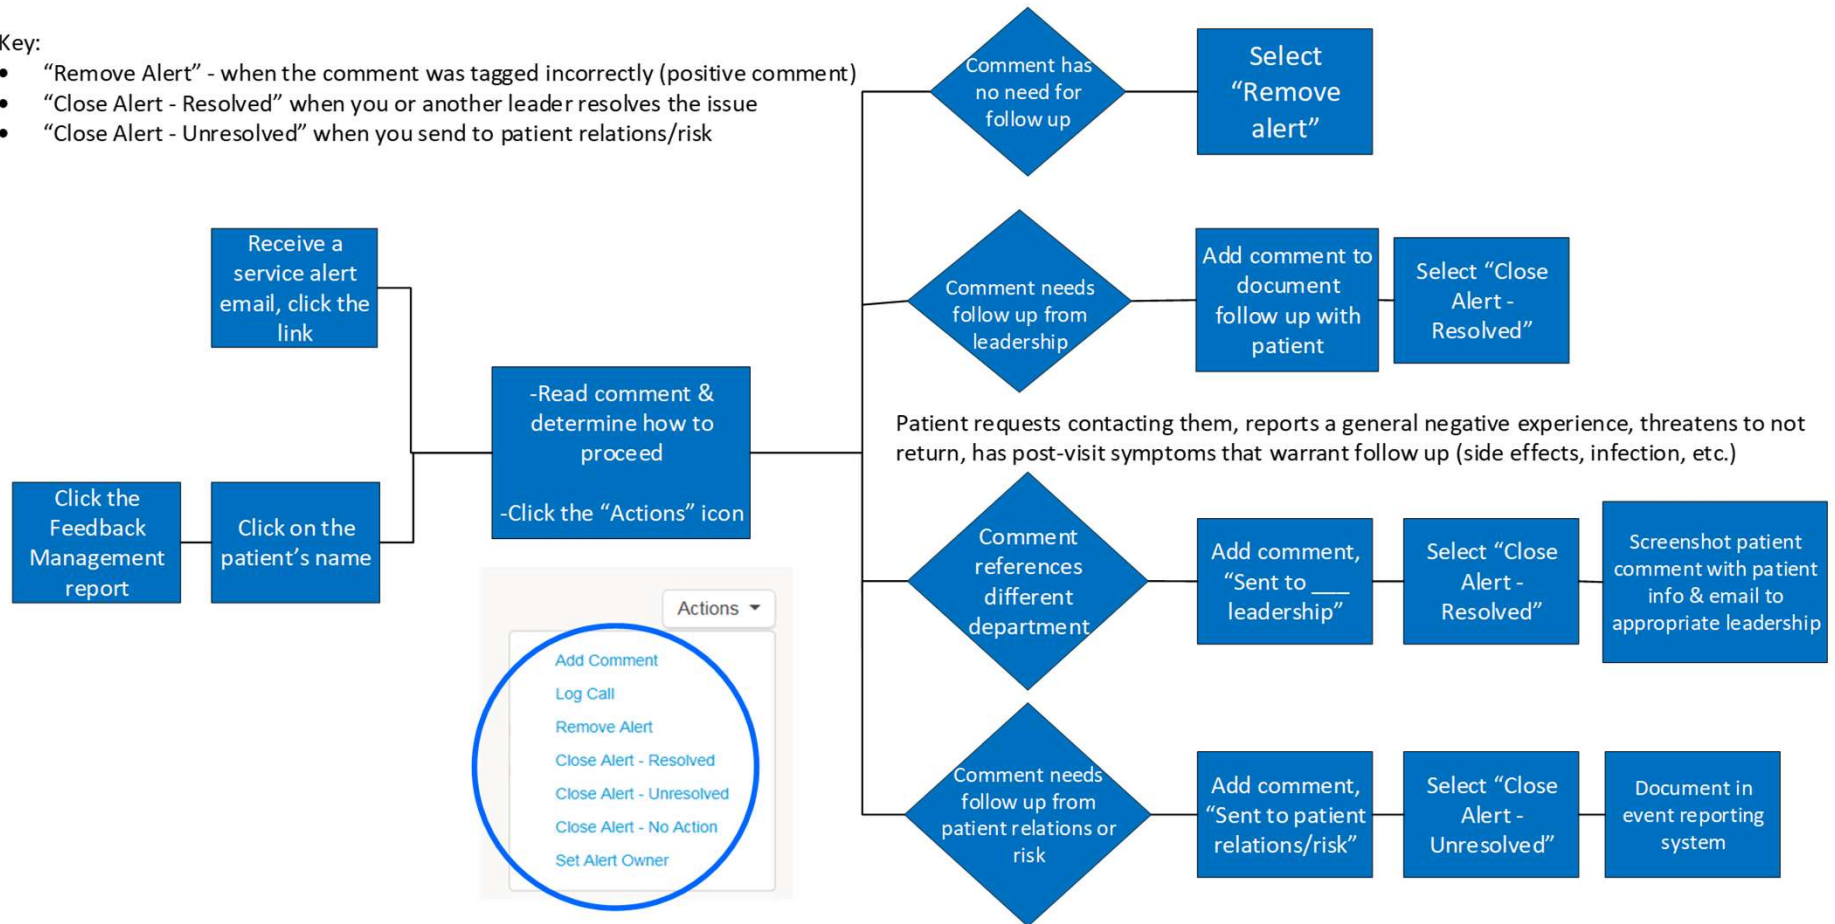 Key:
• “Remove Alert” - when the comment was tagged incorrectly (positive comment)
• “Close Alert - Resolved” when you or another leader resolves the issue
• “Close Alert - Unresolved” when you send to patient relations/risk
Receive a
service alert
email, click the
link
Click the
Feedback
Management
report
Click on the
patient’s name
-Read comment &
determine how to
proceed
-Click the “Actions” icon
Actions
Add Comment
Log Call
Remove Alert
Close Alert - Resolved
Close Alert - Unresolved
Close Alert - No Action
Set Alert Owner
Comment has
no need for
follow up
Select
“Remove
alert”
Comment needs
follow up from
leadership
Add comment to
document
follow up with
patient
Select “Close
Alert -
Resolved”
Patient requests contacting them, reports a general negative experience, threatens to not
return, has post-visit symptoms that warrant follow up (side effects, infection, etc.)
Comment
references
different
department
Add comment,
“Sent to ___
leadership”
Select “Close
Alert -
Resolved”
Screenshot patient
comment with patient
info & email to
appropriate leadership
Comment needs
follow up from
patient relations or
risk
Add comment,
“Sent to patient
relations/risk”
Select “Close
Alert -
Unresolved”
Document in
event reporting
system